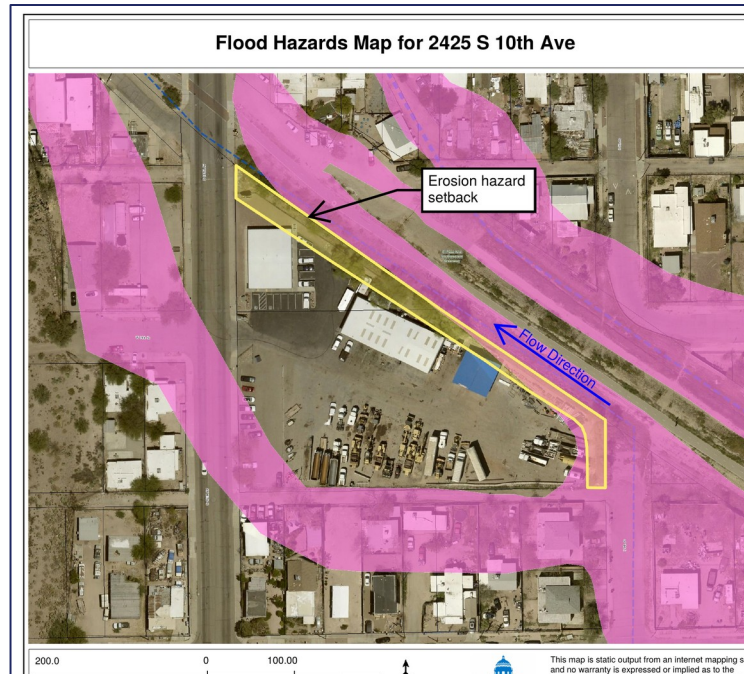 Flood Hazards Map for 2425 S 10th Ave
Erosion hazard
setback
Flow Direction
200.0
0
100.00
This map is static output from an internet mapping s
and no warranty is expressed or implied as to the